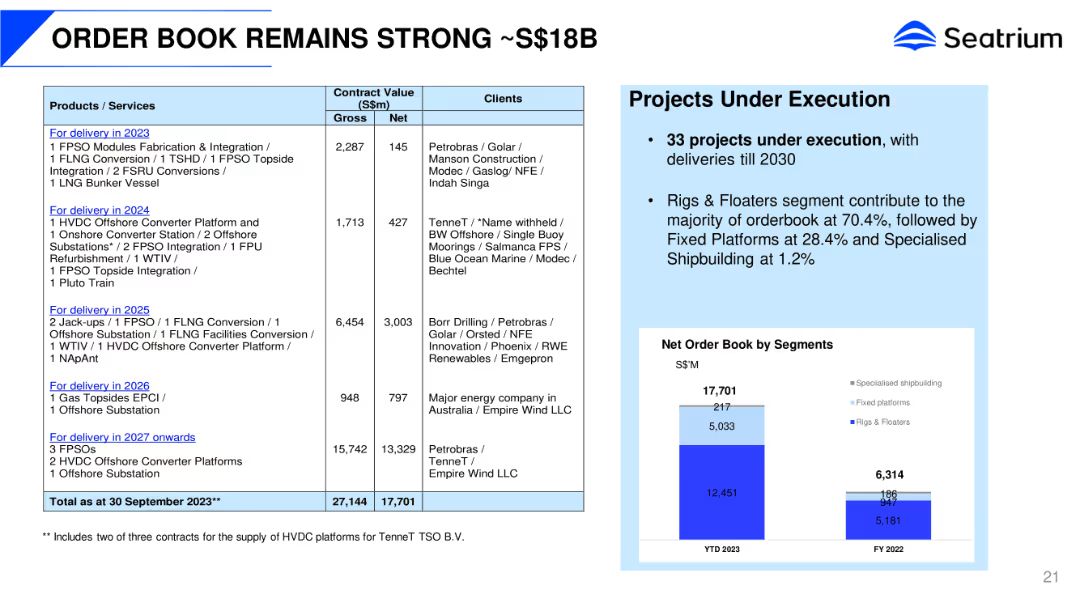 ORDER BOOK REMAINS STRONG ~S$18B
Seatrium
Products / Services
Contract Value
(S$m)
Clients
Gross
Net
For delivery in 2023
1 FPSO Modules Fabrication & Integration /
1 FLNG Conversion / 1 TSHD / 1 FPSO Topside
Integration / 2 FSRU Conversions /
1 LNG Bunker Vessel
2,287
145
Petrobras / Golar /
Manson Construction /
Modec / Gaslog/ NFE /
Indah Singa
For delivery in 2024
1 HVDC Offshore Converter Platform and
1 Onshore Converter Station / 2 Offshore
Substations* / 2 FPSO Integration / 1 FPU
Refurbishment / 1 WTIV /
1 FPSO Topside Integration /
1 Pluto Train
1,713
427
TenneT / *Name withheld /
BW Offshore / Single Buoy
Moorings / Salmanca FPS /
Blue Ocean Marine / Modec /
Bechtel
For delivery in 2025
2 Jack-ups / 1 FPSO / 1 FLNG Conversion / 1
Offshore Substation / 1 FLNG Facilities Conversion /
1 WTIV / 1 HVDC Offshore Converter Platform /
1 NApAnt
6,454
3,003
Borr Drilling / Petrobras /
Golar / Orsted / NFE
Innovation / Phoenix / RWE
Renewables / Emgepron
For delivery in 2026
1 Gas Topsides EPCI /
1 Offshore Substation
948
797
Major energy company in
Australia / Empire Wind LLC
For delivery in 2027 onwards
3 FPSOs
2 HVDC Offshore Converter Platforms
1 Offshore Substation
15,742
13,329
Petrobras /
TenneT /
Empire Wind LLC
Total as at 30 September 2023**
27,144
17,701
** Includes two of three contracts for the supply of HVDC platforms for TenneT TSO B.V.
Projects Under Execution
• 33 projects under execution, with
deliveries till 2030
• Rigs & Floaters segment contribute to the
majority of orderbook at 70.4%, followed by
Fixed Platforms at 28.4% and Specialised
Shipbuilding at 1.2%
Net Order Book by Segments
S$'M
Specialised shipbuilding
Fixed platforms
Rigs & Floaters
17,701
217
5,033
12,451
YTD 2023
6,314
186
947
5,181
FY 2022
21